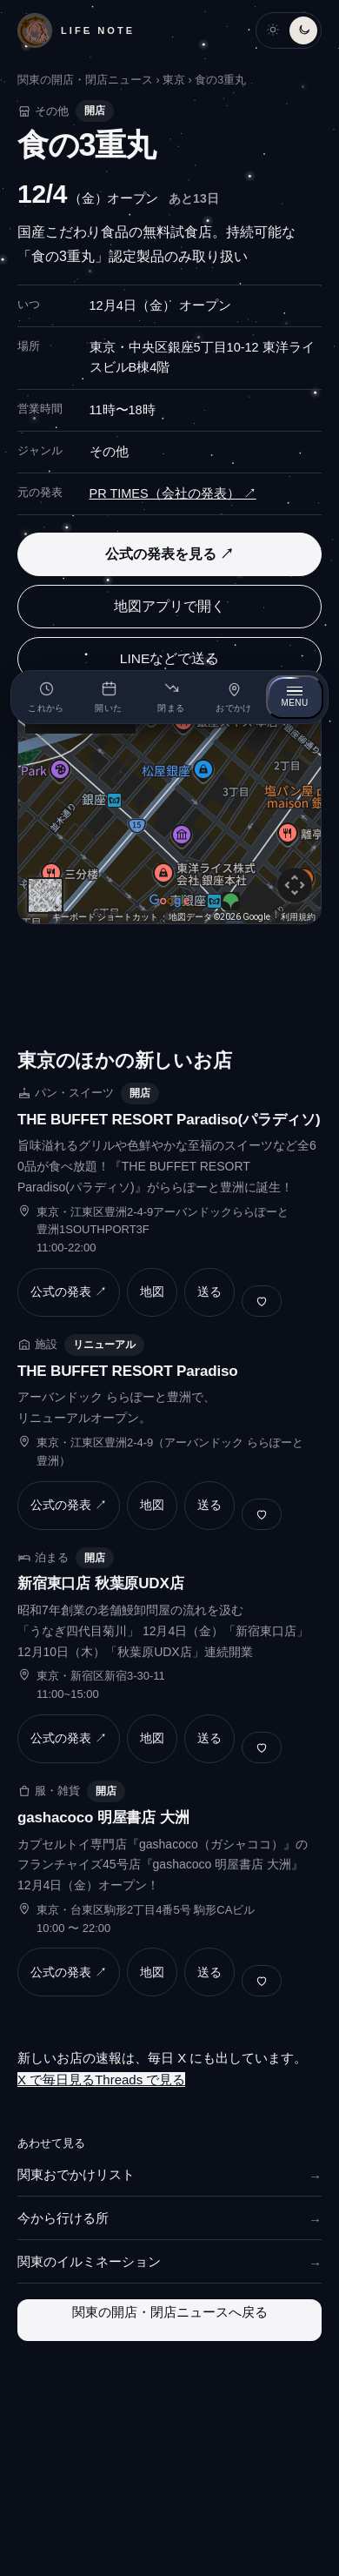 LIFE NOTE
関東の開店・閉店ニュース › 東京 › 食の3重丸
その他 開店
食の3重丸
12/4（金）オープン あと13日
国産こだわり食品の無料試食店。持続可能な
「食の3重丸」認定製品のみ取り扱い
いつ 12月4日（金） オープン
場所 東京・中央区銀座5丁目10-12 東洋ライ
スビルB棟4階
営業時間 11時〜18時
ジャンル その他
元の発表 PR TIMES（会社の発表） ↗
公式の発表を見る ↗
地図アプリで開く
LINEなどで送る
これから 開いた 閉まる おでかけ MENU
Park 松屋銀座 2丁目
銀座 3丁目 塩パン屋
maison 銀
並木通り 15 離亭
三分楼 東洋ライス株式
会社 銀座本社
Google 東銀座
キーボード ショートカット 地図データ ©2026 Google 利用規約
東京のほかの新しいお店
パン・スイーツ 開店
THE BUFFET RESORT Paradiso(パラディソ)
旨味溢れるグリルや色鮮やかな至福のスイーツなど全6
0品が食べ放題！『THE BUFFET RESORT
Paradiso(パラディソ)』がららぽーと豊洲に誕生！
東京・江東区豊洲2-4-9アーバンドックららぽーと
豊洲1SOUTHPORT3F
11:00-22:00
公式の発表 ↗ 地図 送る
施設 リニューアル
THE BUFFET RESORT Paradiso
アーバンドック ららぽーと豊洲で、
リニューアルオープン。
東京・江東区豊洲2-4-9（アーバンドック ららぽーと
豊洲）
公式の発表 ↗ 地図 送る
泊まる 開店
新宿東口店 秋葉原UDX店
昭和7年創業の老舗鰻卸問屋の流れを汲む
「うなぎ四代目菊川」 12月4日（金）「新宿東口店」
12月10日（木）「秋葉原UDX店」連続開業
東京・新宿区新宿3-30-11
11:00~15:00
公式の発表 ↗ 地図 送る
服・雑貨 開店
gashacoco 明屋書店 大洲
カプセルトイ専門店『gashacoco（ガシャココ）』の
フランチャイズ45号店『gashacoco 明屋書店 大洲』
12月4日（金）オープン！
東京・台東区駒形2丁目4番5号 駒形CAビル
10:00 〜 22:00
公式の発表 ↗ 地図 送る
新しいお店の速報は、毎日 X にも出しています。
X で毎日見るThreads で見る
あわせて見る
関東おでかけリスト →
今から行ける所 →
関東のイルミネーション →
関東の開店・閉店ニュースへ戻る